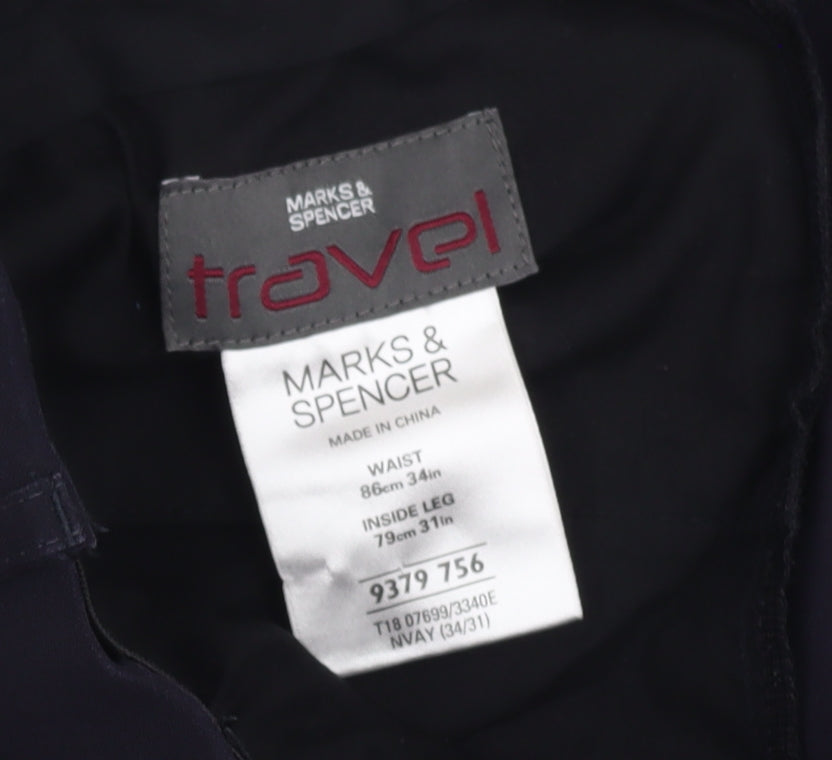 MARKS &
SPENCER
travel
MARKS &
SPENCER
MADE IN CHINA
WAIST
86cm 34in
INSIDE LEG
79cm 31in
9379 756
T18 07699/3340E
NVAY (34/31)